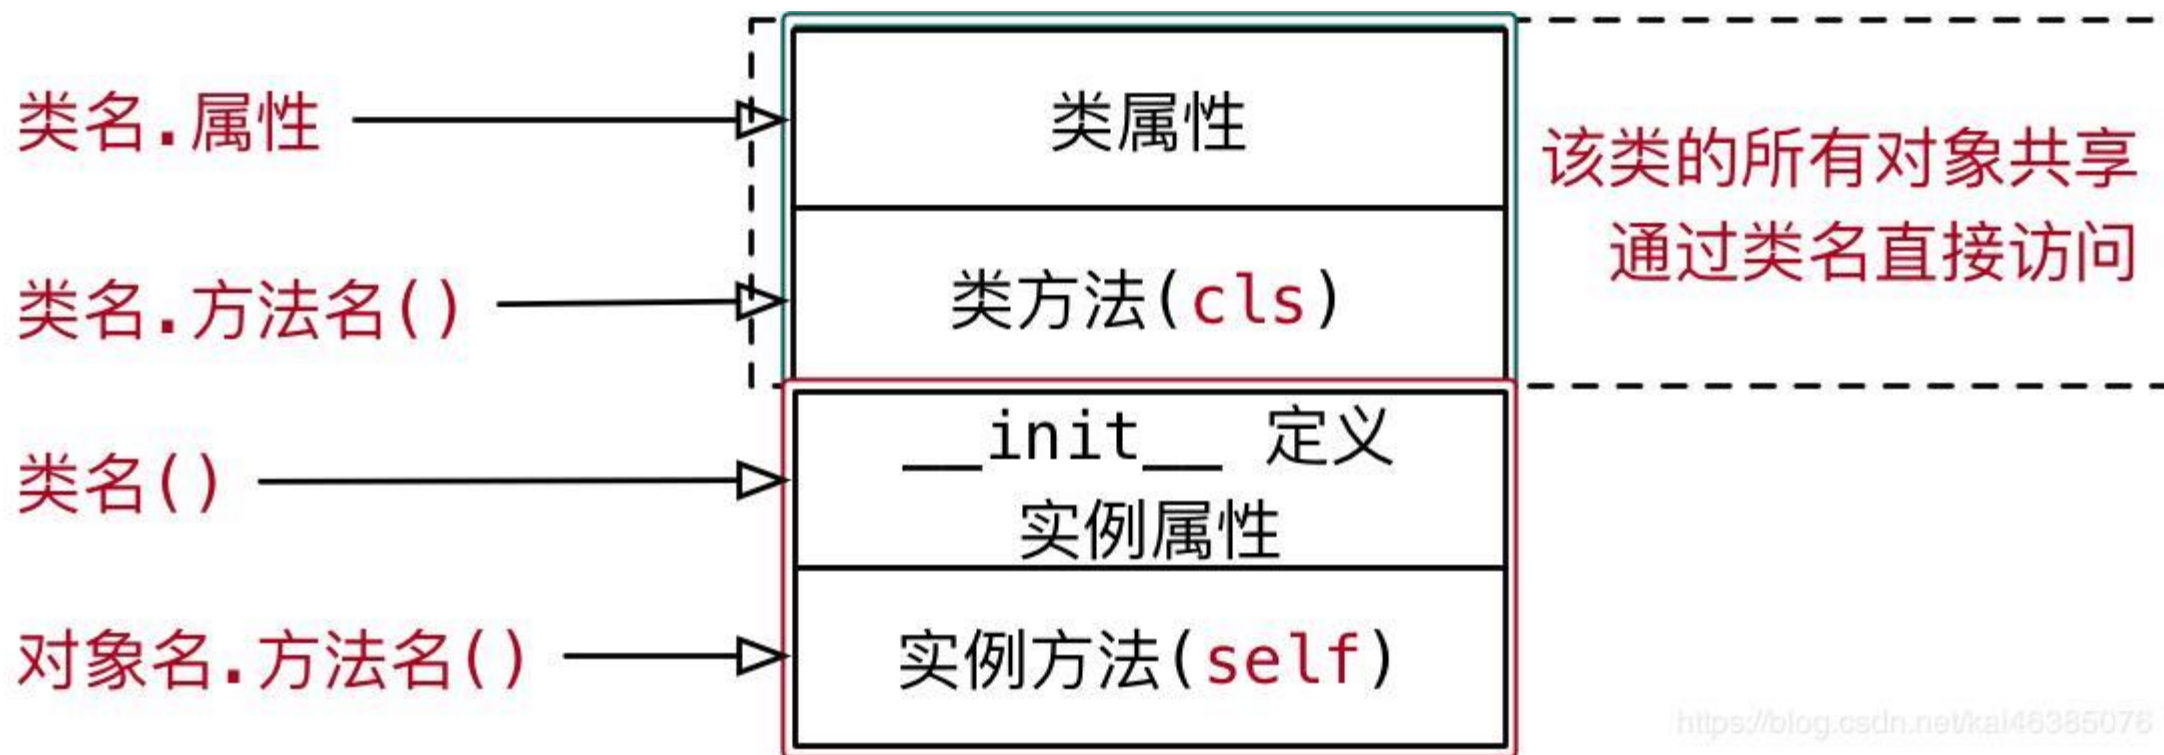 类名.属性
类属性
该类的所有对象共享
通过类名直接访问
类名.方法名()
类方法(cls)
类名()
__init__ 定义
实例属性
对象名.方法名()
实例方法(self)
https://blog.csdn.net/kai46385076